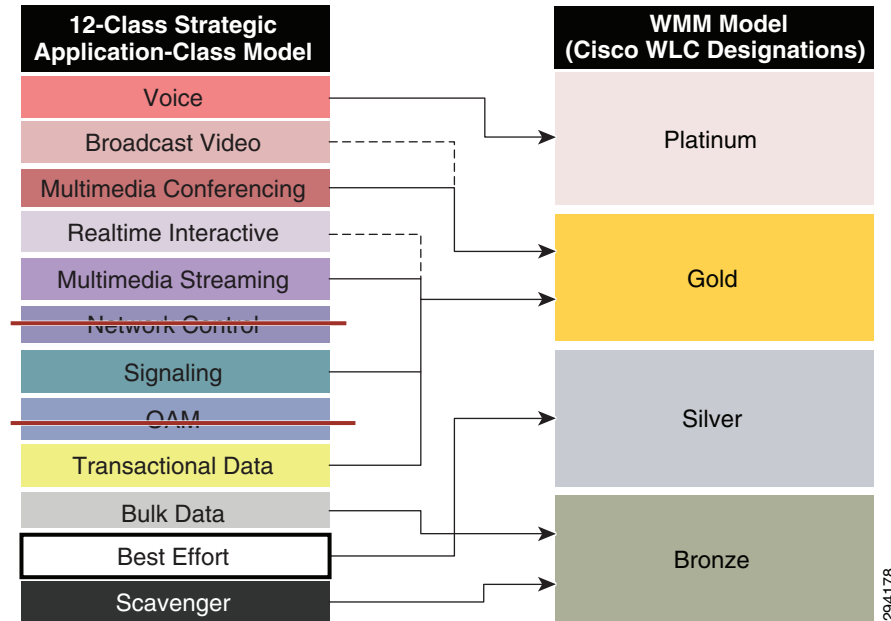 12-Class Strategic
Application-Class Model
WMM Model
(Cisco WLC Designations)
Voice
Broadcast Video
Multimedia Conferencing
Realtime Interactive
Multimedia Streaming
Network Control
Signaling
OAM
Transactional Data
Bulk Data
Best Effort
Scavenger
Platinum
Gold
Silver
Bronze
294178